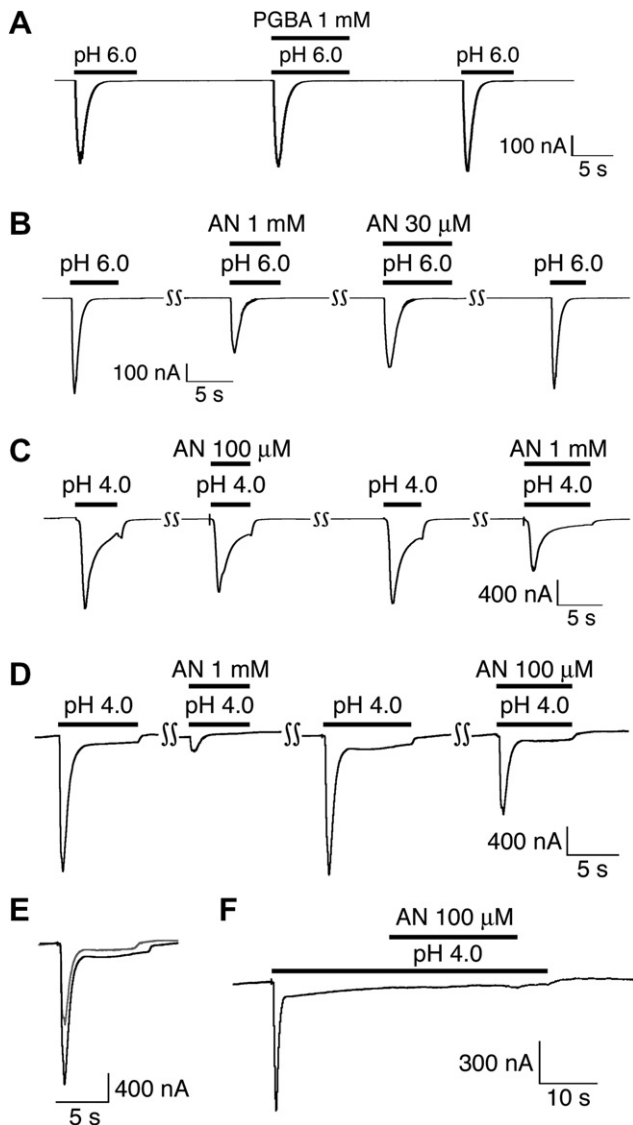 A
PGBA 1 mM
pH 6.0 pH 6.0 pH 6.0
100 nA
5 s
B
AN 1 mM AN 30 µM
pH 6.0 pH 6.0 pH 6.0 pH 6.0
100 nA
5 s
C
AN 100 µM AN 1 mM
pH 4.0 pH 4.0 pH 4.0 pH 4.0
400 nA
5 s
D
AN 1 mM AN 100 µM
pH 4.0 pH 4.0 pH 4.0 pH 4.0
400 nA
5 s
E
400 nA
5 s
F
AN 100 µM
pH 4.0
300 nA
10 s